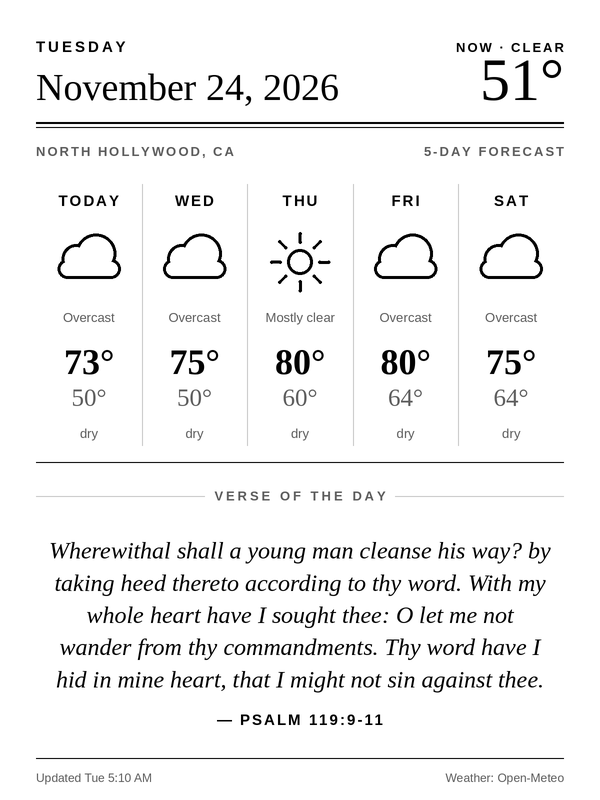 TUESDAY
NOW · CLEAR
November 24, 2026
51°
NORTH HOLLYWOOD, CA
5-DAY FORECAST
TODAY WED THU FRI SAT
Overcast Overcast Mostly clear Overcast Overcast
73° 75° 80° 80° 75°
50° 50° 60° 64° 64°
dry dry dry dry dry
VERSE OF THE DAY
Wherewithal shall a young man cleanse his way? by
taking heed thereto according to thy word. With my
whole heart have I sought thee: O let me not
wander from thy commandments. Thy word have I
hid in mine heart, that I might not sin against thee.
— PSALM 119:9-11
Updated Tue 5:10 AM
Weather: Open-Meteo